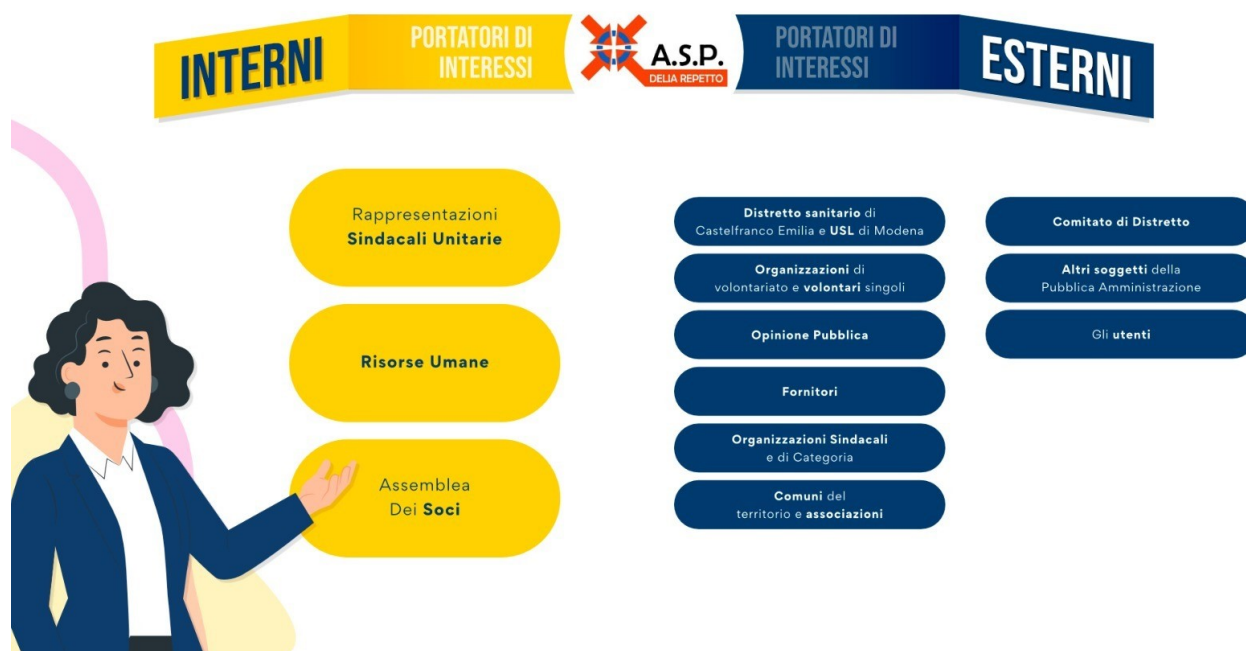 INTERNI
PORTATORI DI
INTERESSI
A.S.P.
DELIA REPETTO
PORTATORI DI
INTERESSI
ESTERNI
Rappresentazioni
Sindacali Unitarie
Risorse Umane
Assemblea
Dei Soci
Distretto sanitario di
Castelfranco Emilia e USL di Modena
Organizzazioni di
volontariato e volontari singoli
Opinione Pubblica
Fornitori
Organizzazioni Sindacali
e di Categoria
Comuni del
territorio e associazioni
Comitato di Distretto
Altri soggetti della
Pubblica Amministrazione
Gli utenti